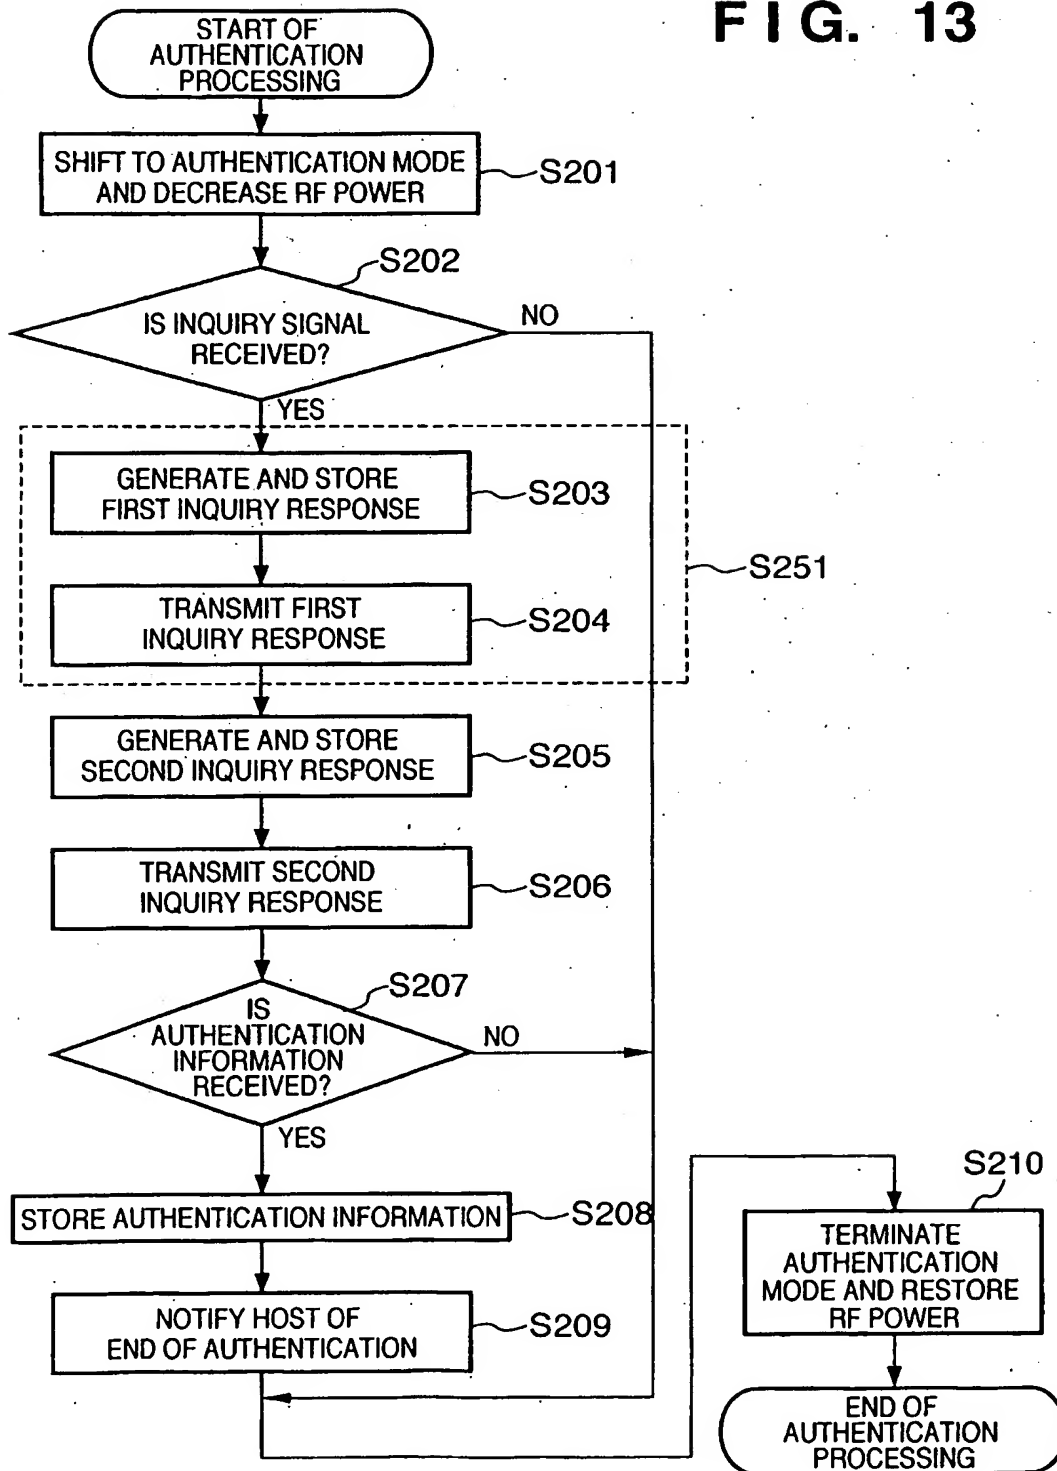 FIG. 13
START OF
AUTHENTICATION
PROCESSING
SHIFT TO AUTHENTICATION MODE
AND DECREASE RF POWER
S201
S202
IS INQUIRY SIGNAL
RECEIVED?
NO
YES
GENERATE AND STORE
FIRST INQUIRY RESPONSE
S203
S251
TRANSMIT FIRST
INQUIRY RESPONSE
S204
GENERATE AND STORE
SECOND INQUIRY RESPONSE
S205
TRANSMIT SECOND
INQUIRY RESPONSE
S206
S207
IS
AUTHENTICATION
INFORMATION
RECEIVED?
NO
YES
STORE AUTHENTICATION INFORMATION
S208
NOTIFY HOST OF
END OF AUTHENTICATION
S209
S210
TERMINATE
AUTHENTICATION
MODE AND RESTORE
RF POWER
END OF
AUTHENTICATION
PROCESSING